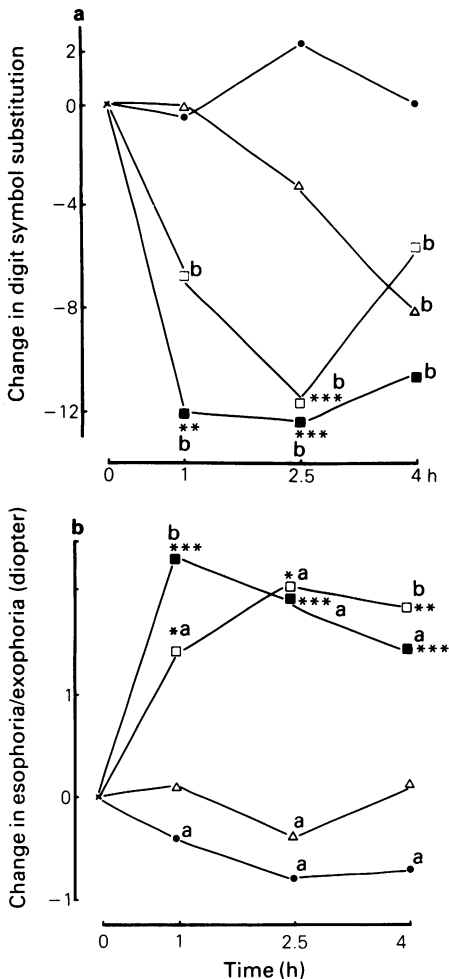 a
Change in digit symbol substitution
2
0
−4
−8
−12
b
b
***
b
b
b
**
b
***
b
0 1 2.5 4 h
b
Change in esophoria/exophoria (diopter)
1
0
−1
b
***
*a
*a
***a
b
**
a
***
a
a
a
a
0 1 2.5 4
Time (h)